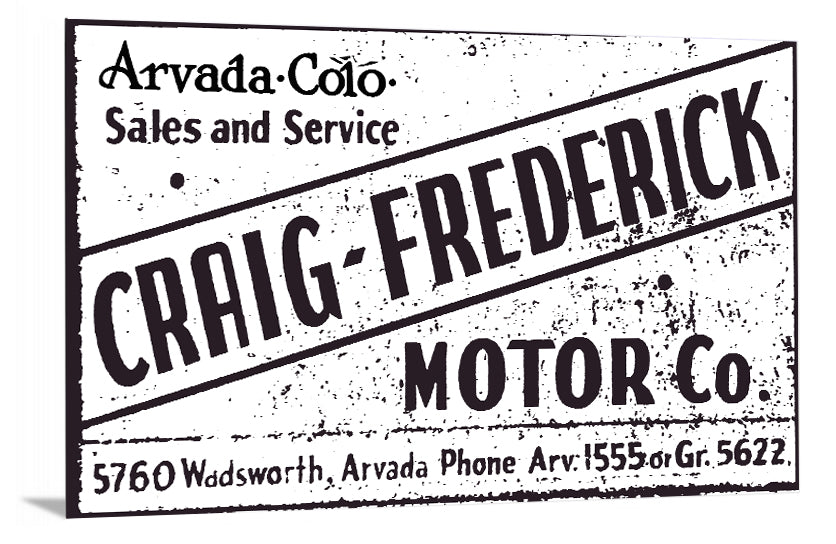 Arvada·Colo·
Sales and Service
CRAIG-FREDERICK
MOTOR Co.
5760 Wadsworth, Arvada Phone Arv. 1555 or Gr. 5622.